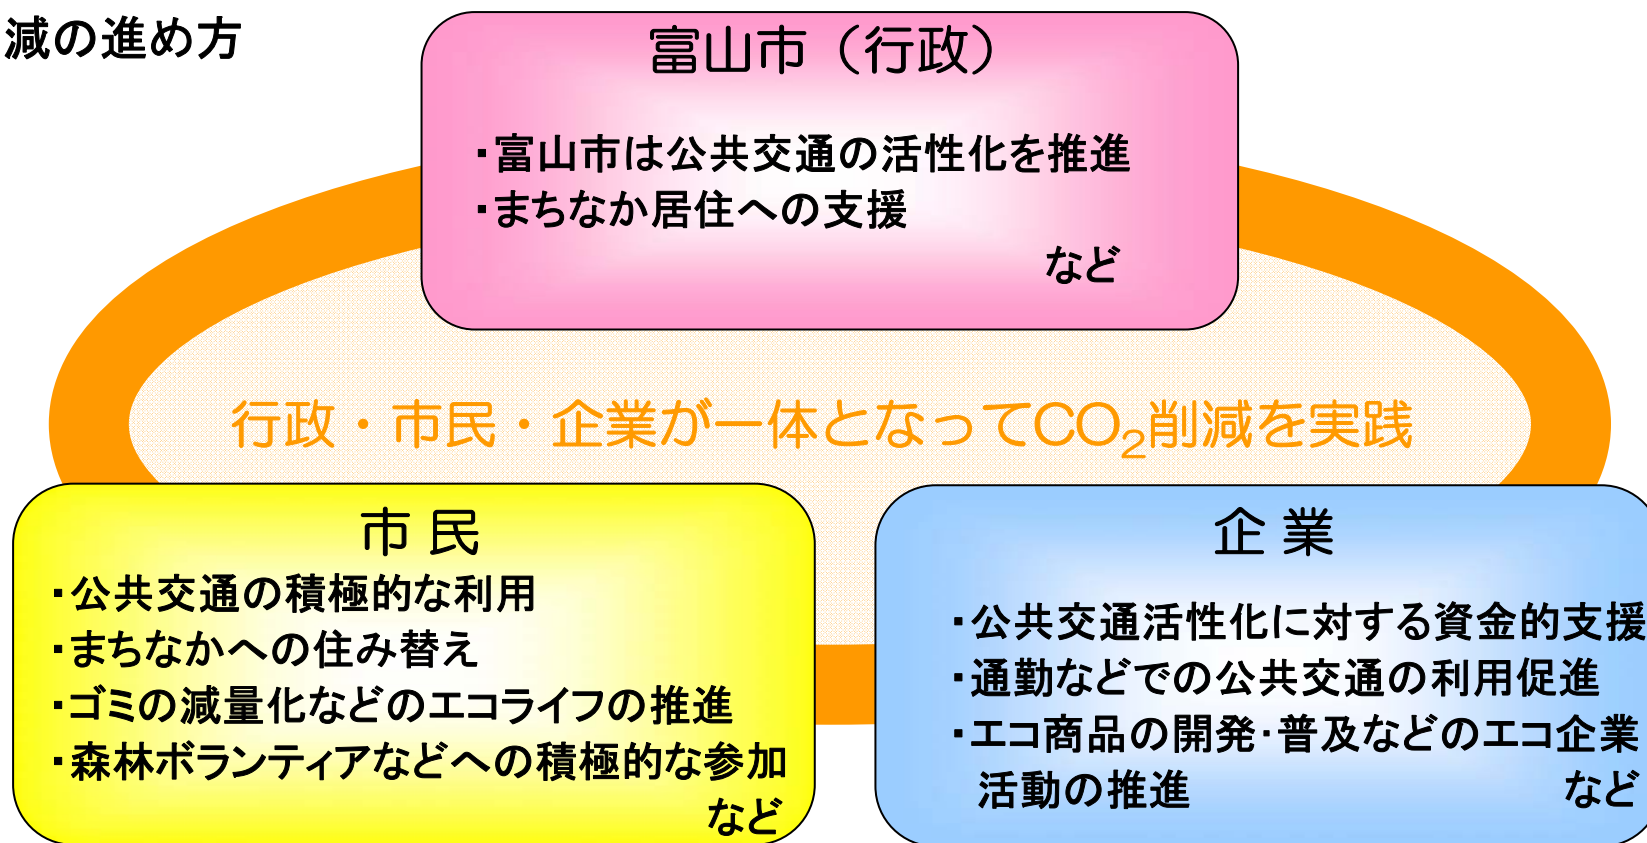 減の進め方
富山市（行政）
・富山市は公共交通の活性化を推進
・まちなか居住への支援
など
行政・市民・企業が一体となってCO₂削減を実践
市 民
・公共交通の積極的な利用
・まちなかへの住み替え
・ゴミの減量化などのエコライフの推進
・森林ボランティアなどへの積極的な参加
など
企 業
・公共交通活性化に対する資金的支援
・通勤などでの公共交通の利用促進
・エコ商品の開発・普及などのエコ企業
活動の推進 など